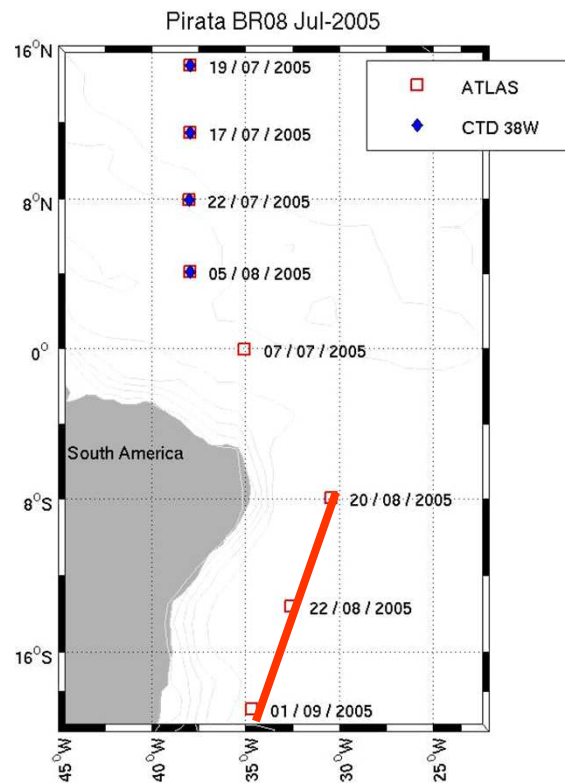 Pirata BR08 Jul-2005
16°N
19 / 07 / 2005
ATLAS
CTD 38W
17 / 07 / 2005
8°N
22 / 07 / 2005
05 / 08 / 2005
0°
07 / 07 / 2005
South America
8°S
20 / 08 / 2005
22 / 08 / 2005
16°S
01 / 09 / 2005
45°W
40°W
35°W
30°W
25°W